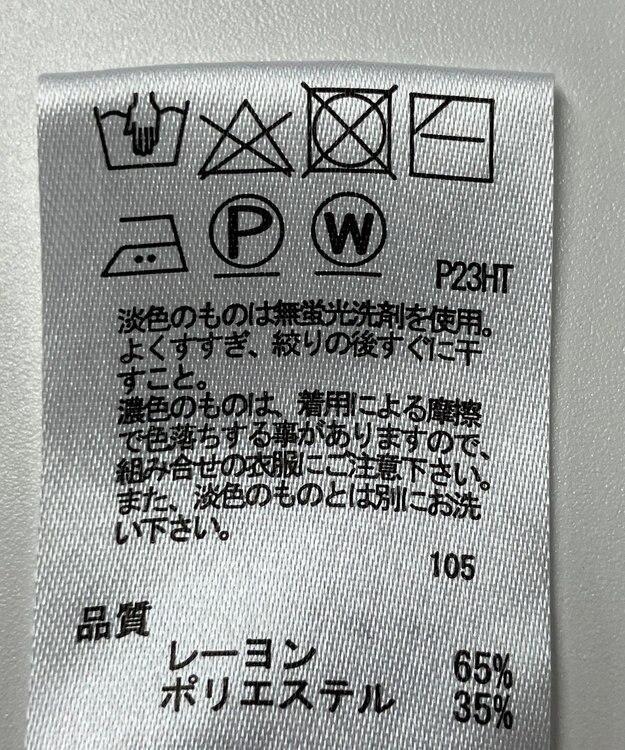 P W
P23HT
淡色のものは無蛍光洗剤を使用。
よくすすぎ、絞りの後すぐに干
すこと。
濃色のものは、着用による摩擦
で色落ちする事がありますので、
組み合せの衣服にご注意下さい。
また、淡色のものとは別にお洗
い下さい。
105
品質
レーヨン 65%
ポリエステル 35%